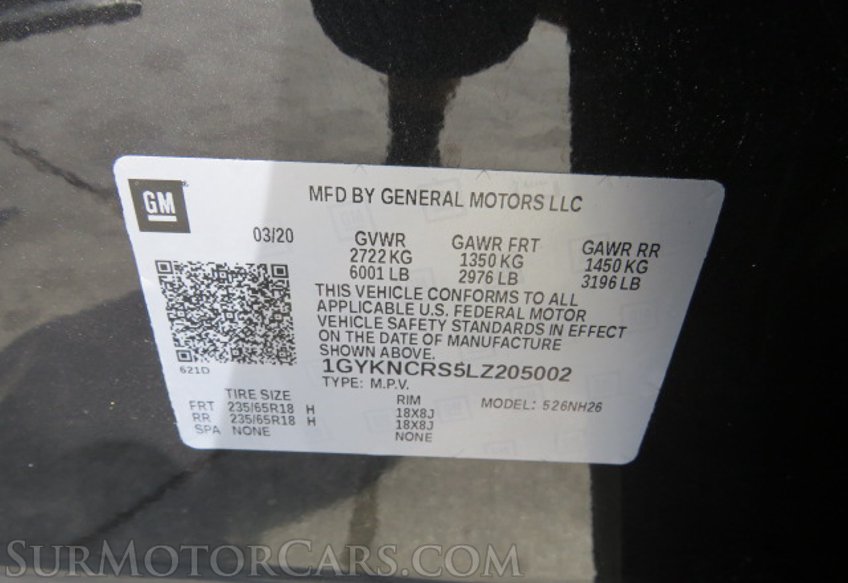 GM
MFD BY GENERAL MOTORS LLC
03/20 GVWR GAWR FRT GAWR RR
2722 KG 1350 KG 1450 KG
6001 LB 2976 LB 3196 LB
THIS VEHICLE CONFORMS TO ALL
APPLICABLE U.S. FEDERAL MOTOR
VEHICLE SAFETY STANDARDS IN EFFECT
ON THE DATE OF MANUFACTURE
SHOWN ABOVE.
621D
1GYKNCRS5LZ205002
TYPE: M.P.V.
MODEL: 526NH26
TIRE SIZE RIM
FRT 235/65R18 H 18X8J
RR 235/65R18 H 18X8J
SPA NONE NONE
SurMotorCars.com